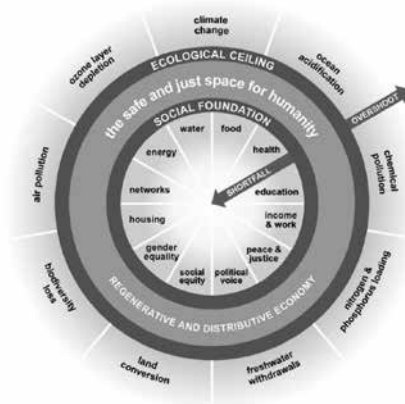 climate
change
ozone layer
depletion
ocean
acidification
ECOLOGICAL CEILING
OVERSHOOT
the safe and just space for humanity
SOCIAL FOUNDATION
water
food
energy
health
SHORTFALL
air pollution
chemical
pollution
networks
education
housing
income
& work
gender
equality
peace &
justice
social
equity
political
voice
biodiversity
loss
nitrogen &
phosphorus loading
REGENERATIVE AND DISTRIBUTIVE ECONOMY
land
conversion
freshwater
withdrawals